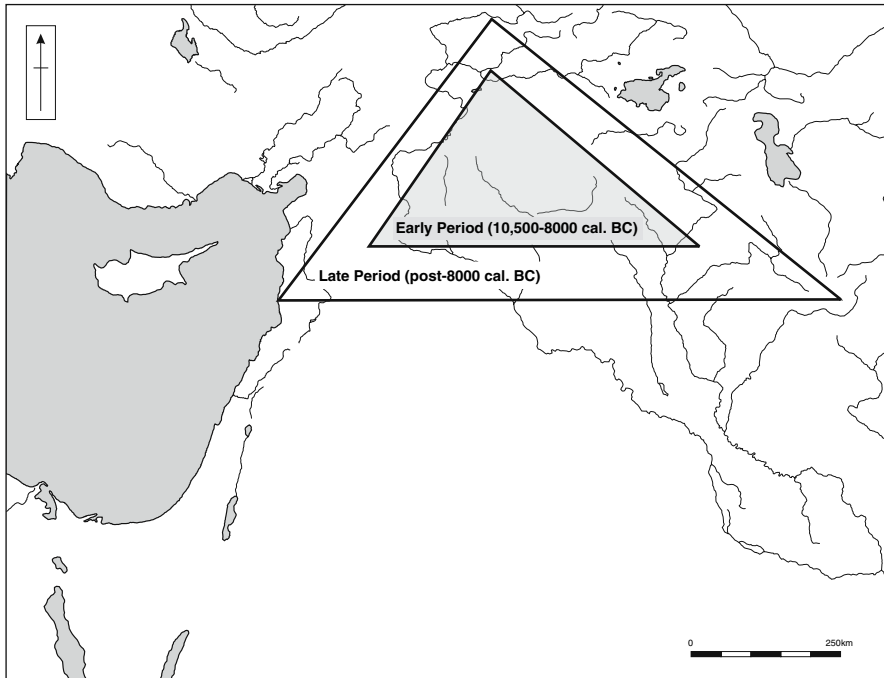 Early Period (10,500-8000 cal. BC)
Late Period (post-8000 cal. BC)
0 250km